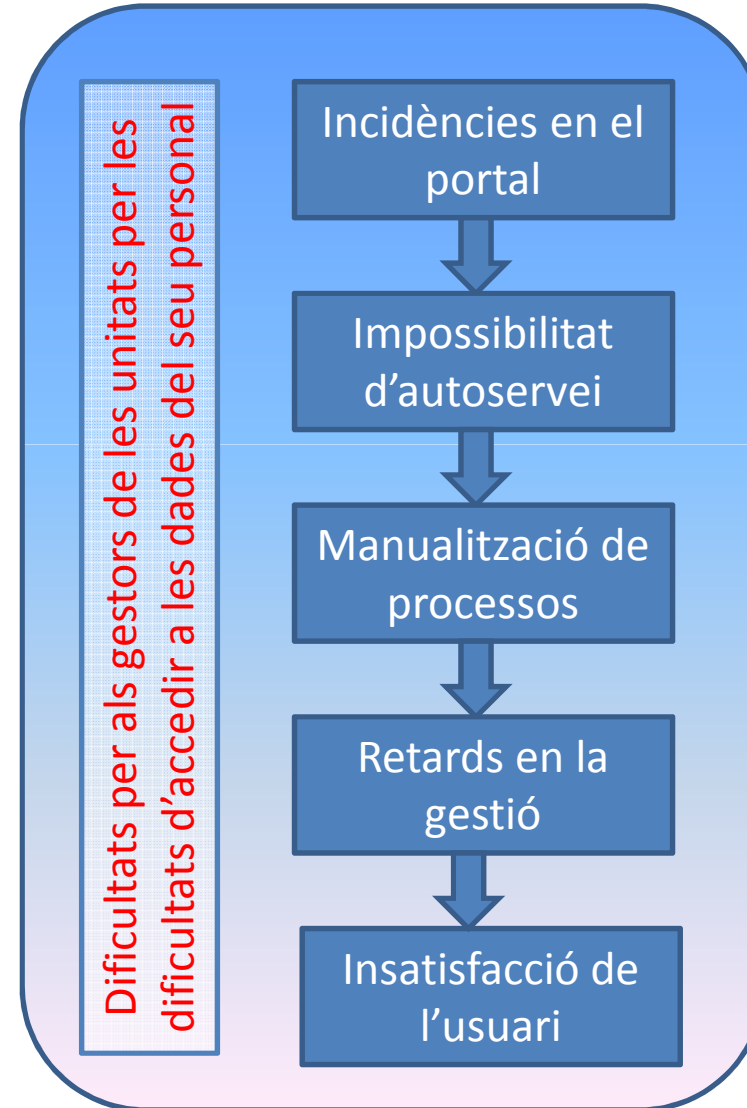 Dificultats per als gestors de les unitats per les
dificultats d’accedir a les dades del seu personal
Incidències en el
portal
Impossibilitat
d’autoservei
Manualització de
processos
Retards en la
gestió
Insatisfacció de
l’usuari